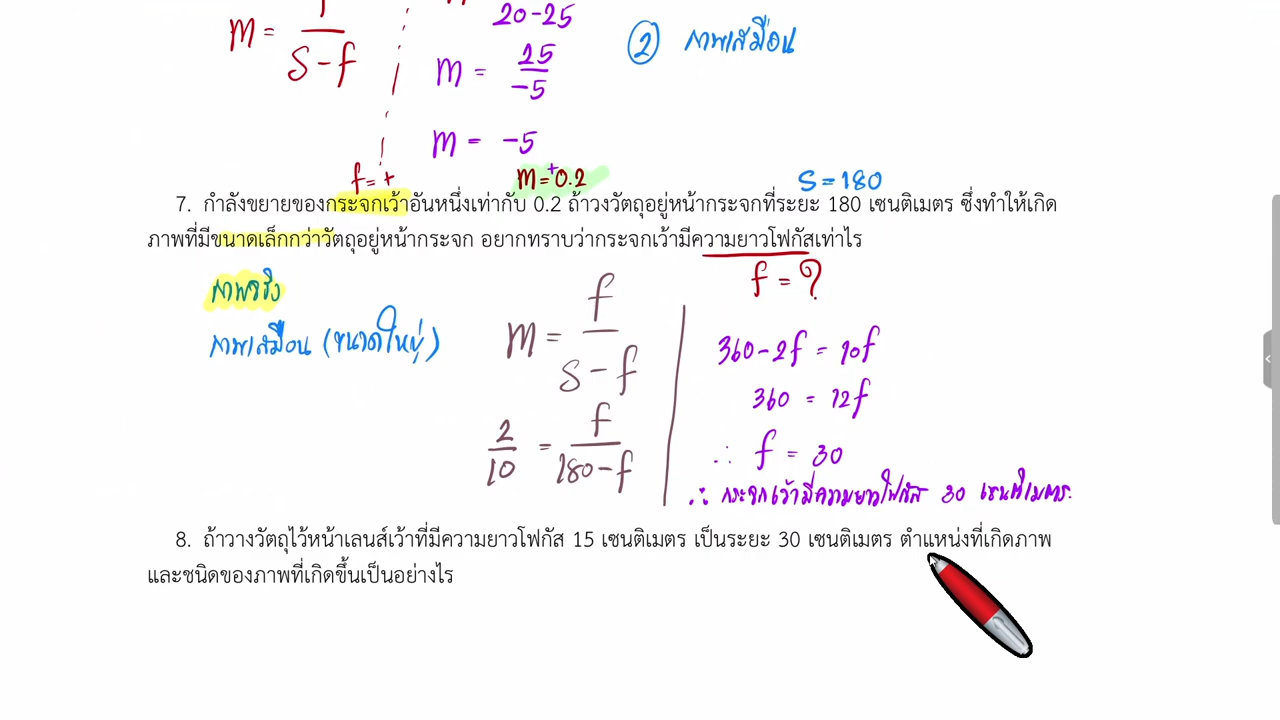 m = f/s-f
20-25
m = 25/-5
m = -5
② ภาพเสมือน
f = +
m = +0.2
s = 180
7. กำลังขยายของกระจกเว้าอันหนึ่งเท่ากับ 0.2 ถ้าวงวัตถุอยู่หน้ากระจกที่ระยะ 180 เซนติเมตร ซึ่งทำให้เกิด
ภาพที่มีขนาดเล็กกว่าวัตถุอยู่หน้ากระจก อยากทราบว่ากระจกเว้ามีความยาวโฟกัสเท่าไร
ภาพจริง
ภาพเสมือน (ขนาดใหญ่)
f = ?
m = f/s-f
2/10 = f/180-f
360-2f = 10f
360 = 12f
∴ f = 30
∴ กระจกเว้ามีความยาวโฟกัส 30 เซนติเมตร.
8. ถ้าวางวัตถุไว้หน้าเลนส์เว้าที่มีความยาวโฟกัส 15 เซนติเมตร เป็นระยะ 30 เซนติเมตร ตำแหน่งที่เกิดภาพ
และชนิดของภาพที่เกิดขึ้นเป็นอย่างไร